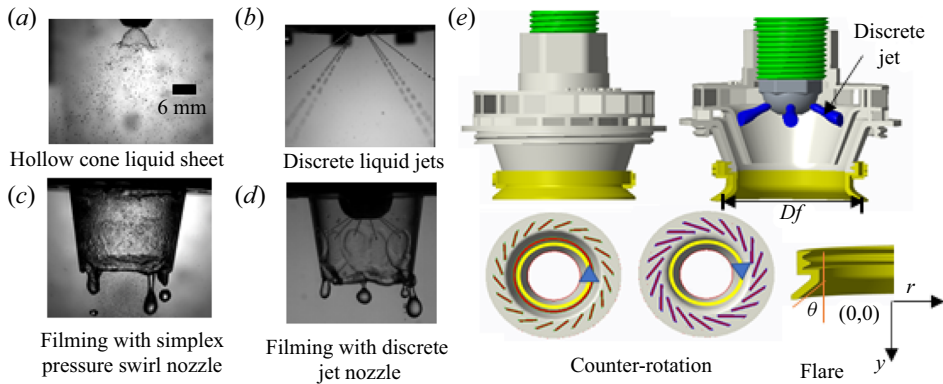 (a)
6 mm
Hollow cone liquid sheet
(b)
Discrete liquid jets
(c)
Filming with simplex
pressure swirl nozzle
(d)
Filming with discrete
jet nozzle
(e)
Discrete
jet
Df
Counter-rotation
θ
(0,0)
r
y
Flare